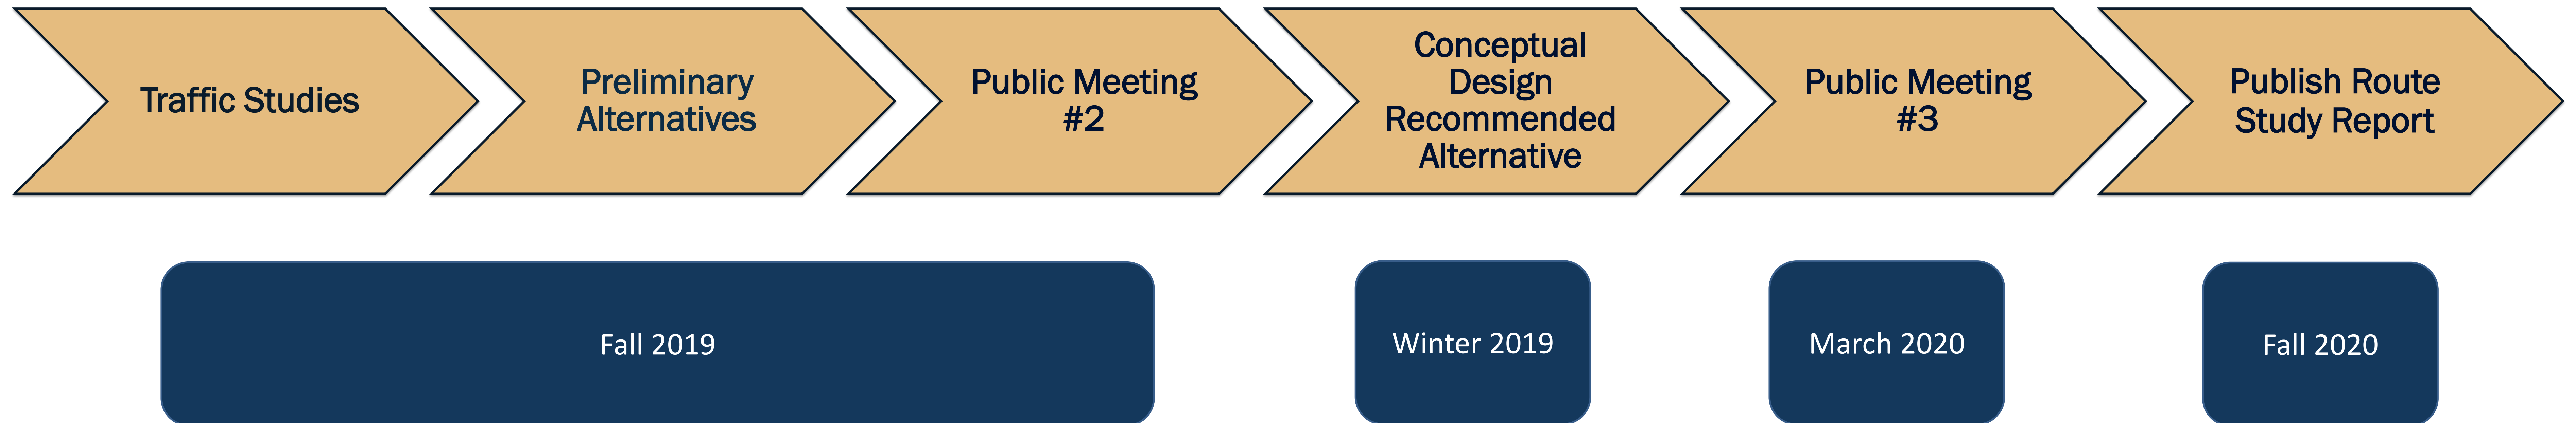 Traffic Studies
Preliminary
Alternatives
Public Meeting
#2
Conceptual
Design
Recommended
Alternative
Public Meeting
#3
Publish Route
Study Report
Fall 2019
Winter 2019
March 2020
Fall 2020